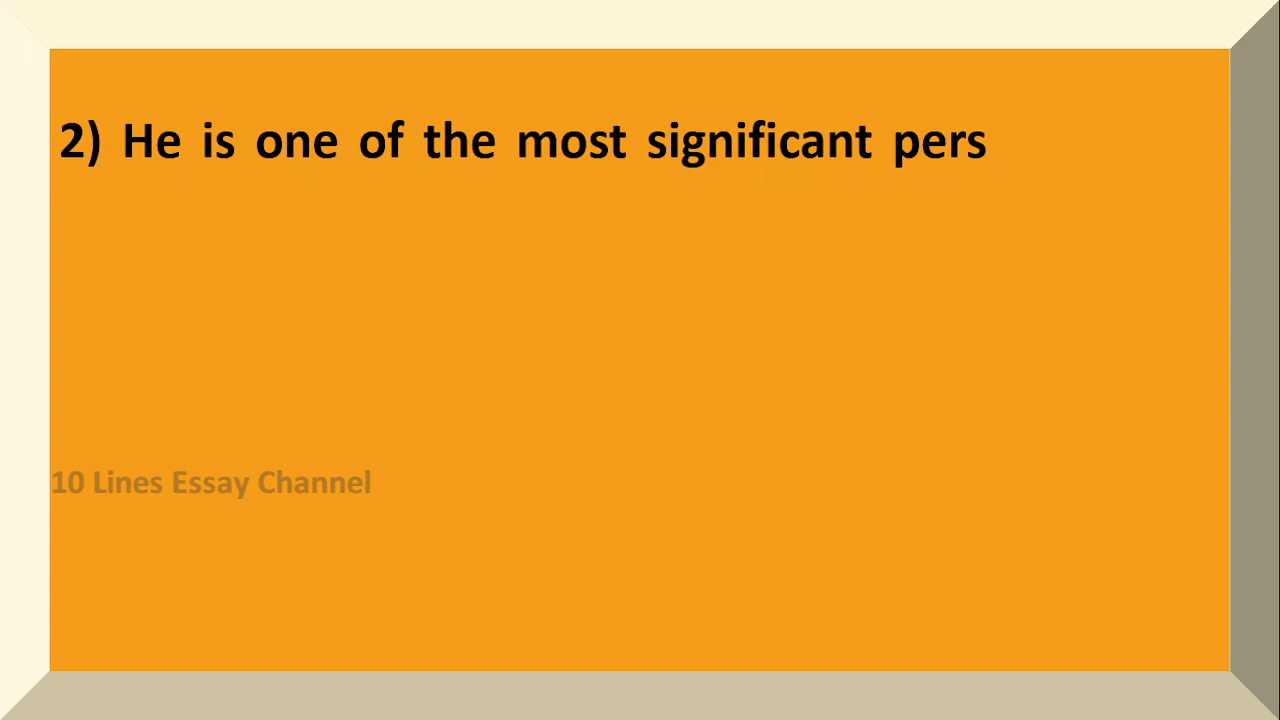 2) He is one of the most significant pers
10 Lines Essay Channel